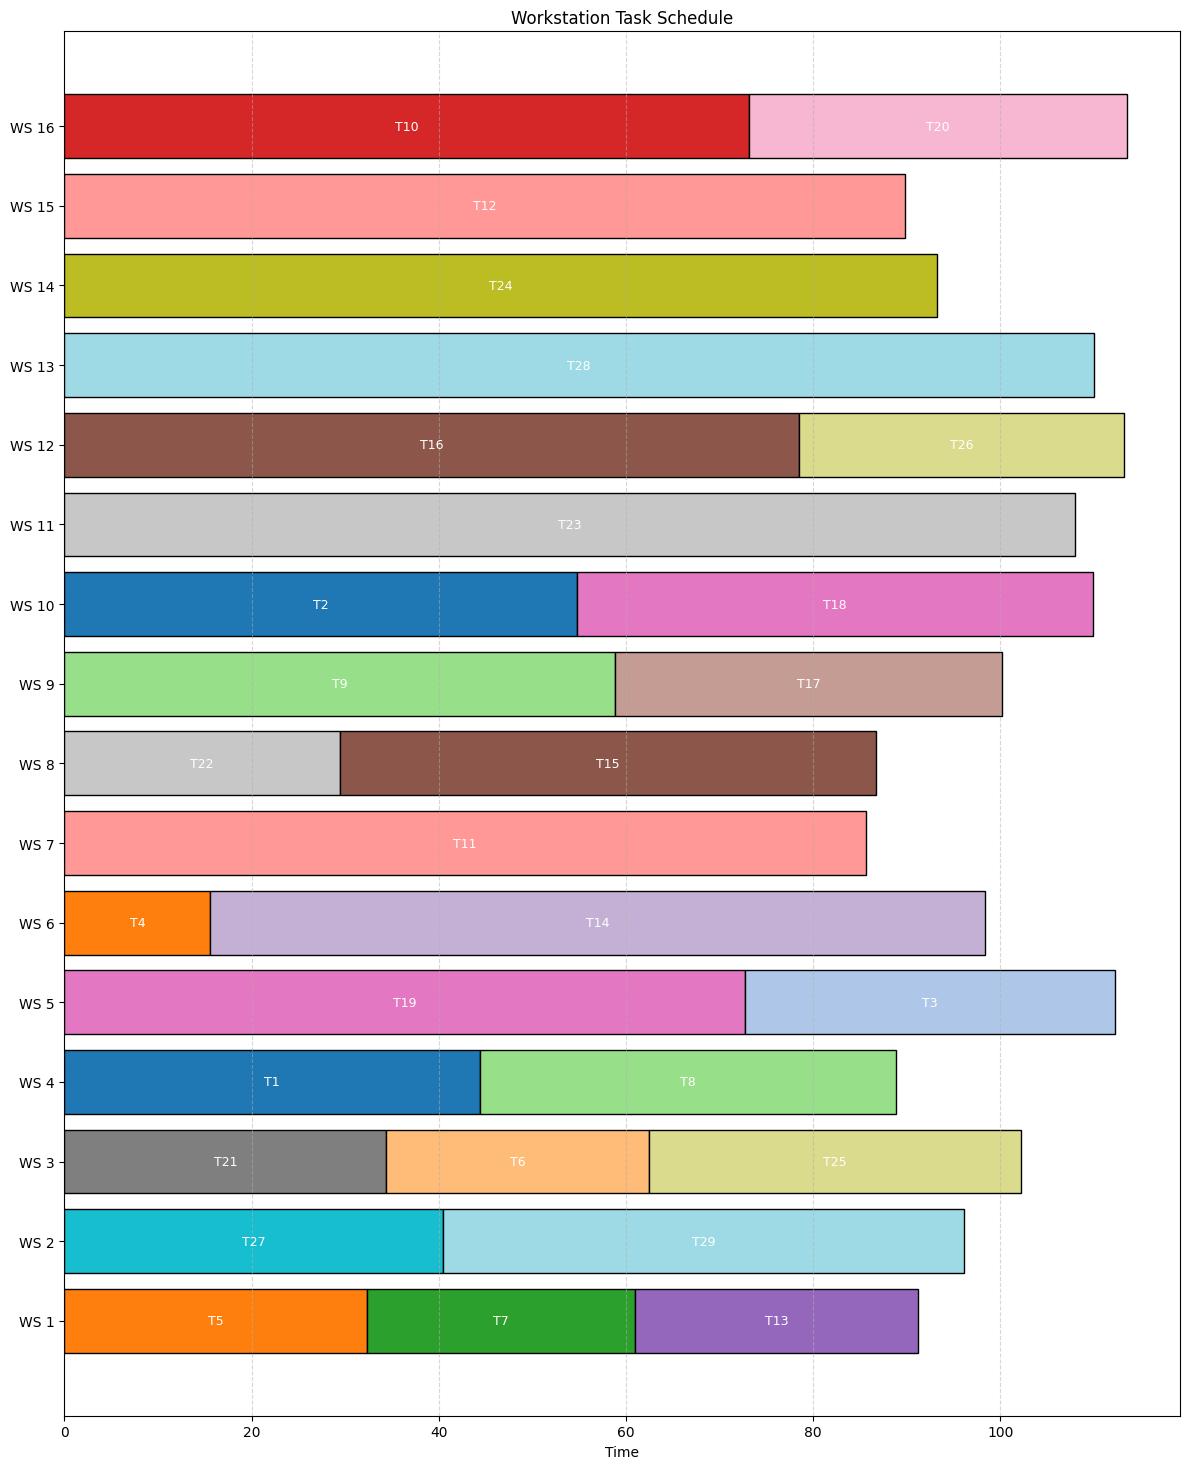 Workstation Task Schedule
WS 16 T10 T20
WS 15 T12
WS 14 T24
WS 13 T28
WS 12 T16 T26
WS 11 T23
WS 10 T2 T18
WS 9 T9 T17
WS 8 T22 T15
WS 7 T11
WS 6 T4 T14
WS 5 T19 T3
WS 4 T1 T8
WS 3 T21 T6 T25
WS 2 T27 T29
WS 1 T5 T7 T13
0 20 40 60 80 100
Time